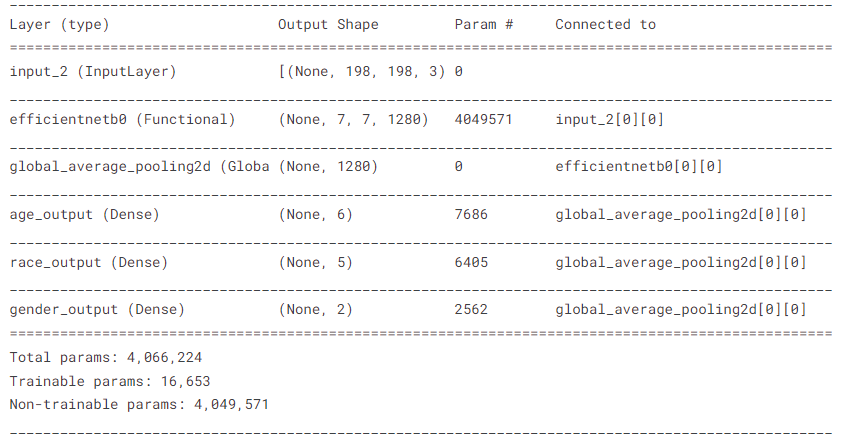 Layer (type) Output Shape Param # Connected to
input_2 (InputLayer) [(None, 198, 198, 3) 0
efficientnetb0 (Functional) (None, 7, 7, 1280) 4049571 input_2[0][0]
global_average_pooling2d (Globa (None, 1280) 0 efficientnetb0[0][0]
age_output (Dense) (None, 6) 7686 global_average_pooling2d[0][0]
race_output (Dense) (None, 5) 6405 global_average_pooling2d[0][0]
gender_output (Dense) (None, 2) 2562 global_average_pooling2d[0][0]
Total params: 4,066,224
Trainable params: 16,653
Non-trainable params: 4,049,571